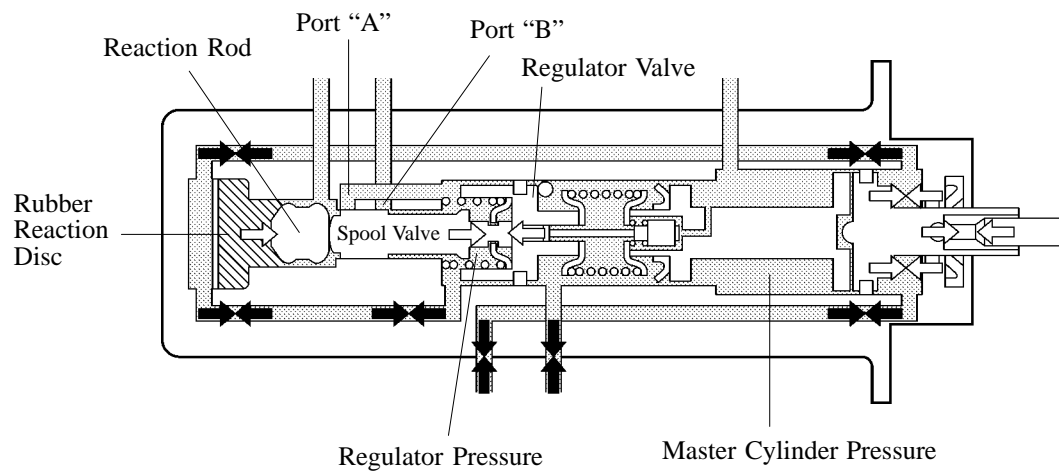 Port “A”
Port “B”
Reaction Rod
Regulator Valve
Rubber
Reaction
Disc
Spool Valve
Regulator Pressure
Master Cylinder Pressure